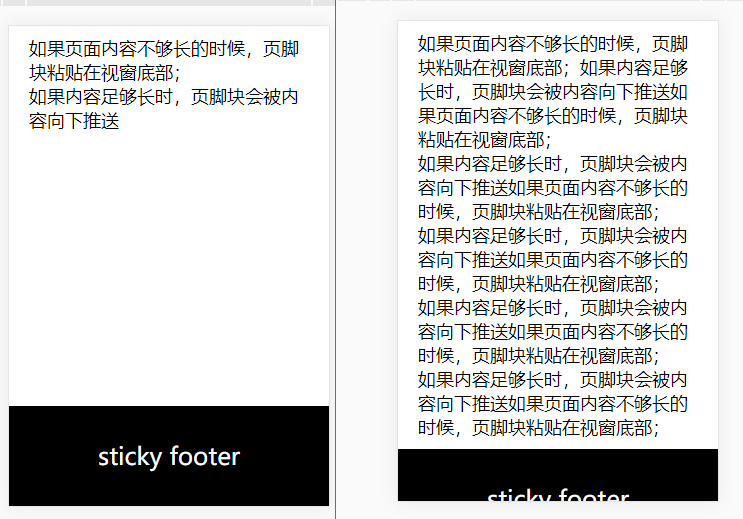 如果页面内容不够长的时候，页脚
块粘贴在视窗底部；
如果内容足够长时，页脚块会被内
容向下推送
sticky footer
如果页面内容不够长的时候，页脚
块粘贴在视窗底部；如果内容足够
长时，页脚块会被内容向下推送如
果页面内容不够长的时候，页脚块
粘贴在视窗底部；
如果内容足够长时，页脚块会被内
容向下推送如果页面内容不够长的
时候，页脚块粘贴在视窗底部；
如果内容足够长时，页脚块会被内
容向下推送如果页面内容不够长的
时候，页脚块粘贴在视窗底部；
如果内容足够长时，页脚块会被内
容向下推送如果页面内容不够长的
时候，页脚块粘贴在视窗底部；
如果内容足够长时，页脚块会被内
容向下推送如果页面内容不够长的
时候，页脚块粘贴在视窗底部；
sticky footer